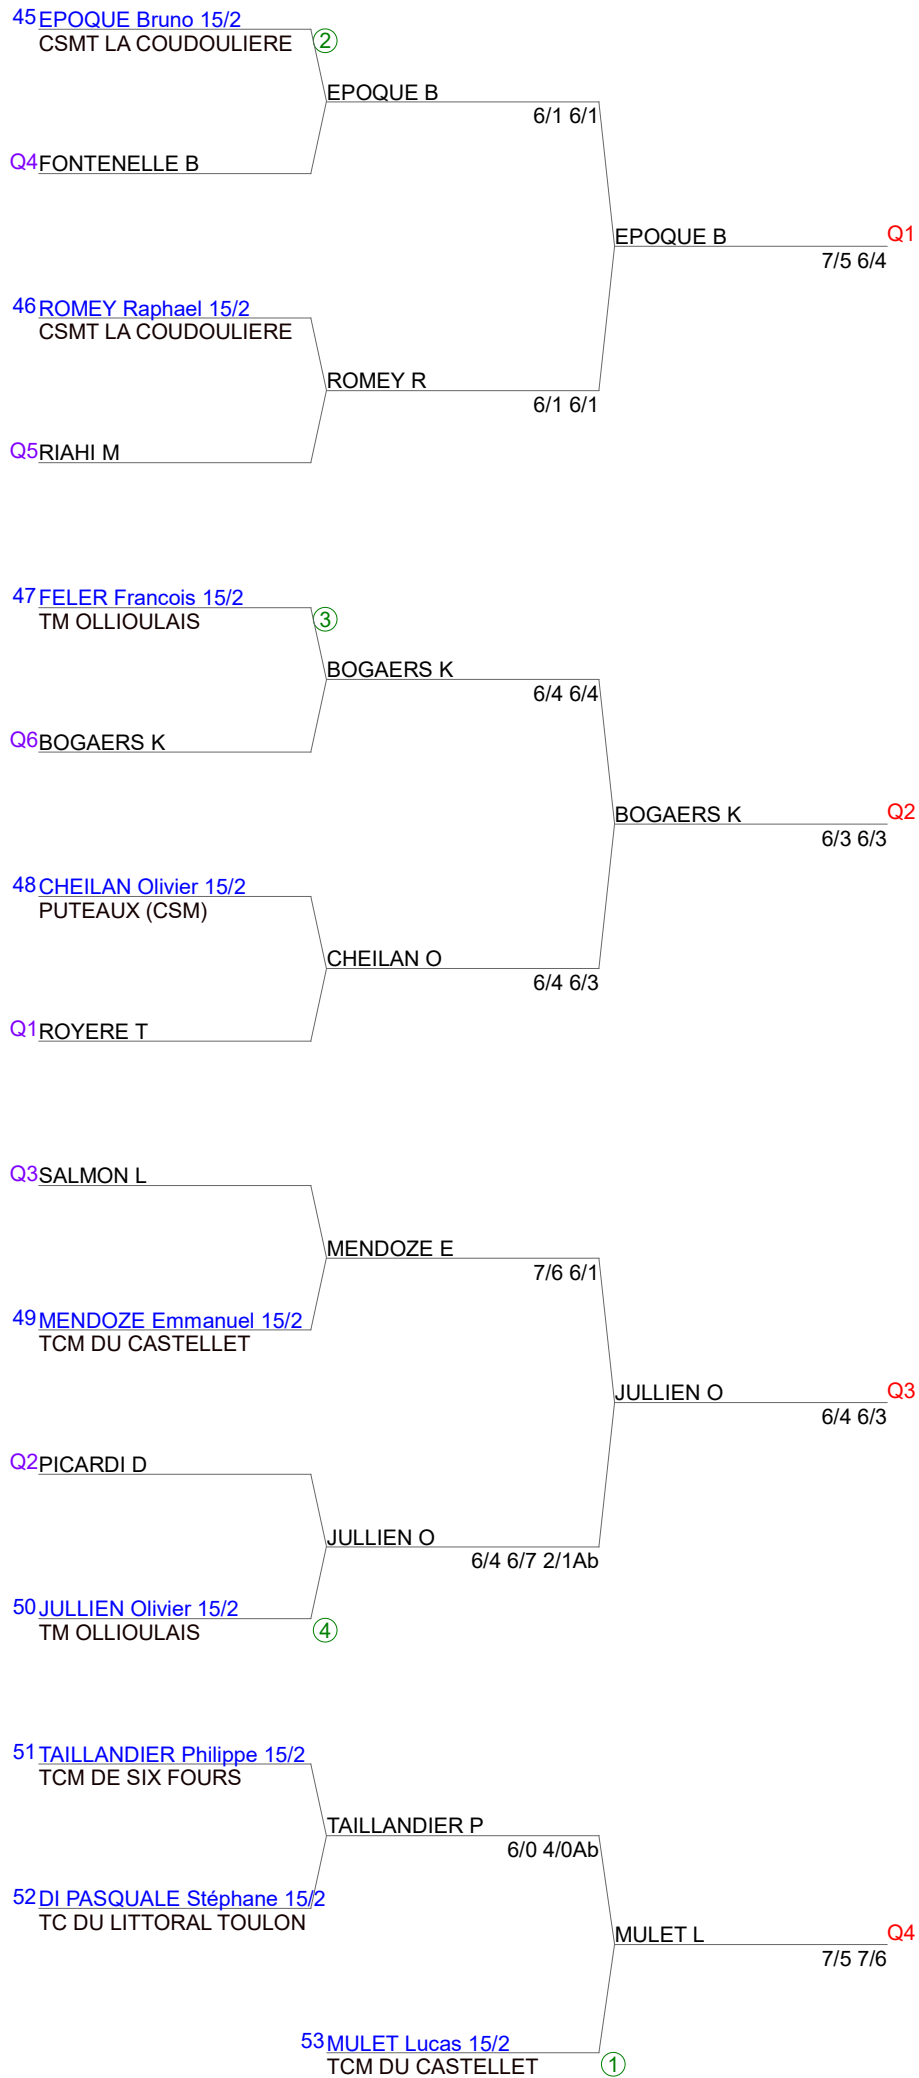 45 EPOQUE Bruno 15/2
CSMT LA COUDOULIERE
2
EPOQUE B
6/1 6/1
Q4 FONTENELLE B
EPOQUE B Q1
7/5 6/4
46 ROMEY Raphael 15/2
CSMT LA COUDOULIERE
ROMEY R
6/1 6/1
Q5 RIAHI M
47 FELER Francois 15/2
TM OLLIOULAIS
3
BOGAERS K
6/4 6/4
Q6 BOGAERS K
BOGAERS K Q2
6/3 6/3
48 CHEILAN Olivier 15/2
PUTEAUX (CSM)
CHEILAN O
6/4 6/3
Q1 ROYERE T
Q3 SALMON L
MENDOZE E
7/6 6/1
49 MENDOZE Emmanuel 15/2
TCM DU CASTELLET
JULLIEN O Q3
6/4 6/3
Q2 PICARDI D
JULLIEN O
6/4 6/7 2/1Ab
50 JULLIEN Olivier 15/2
TM OLLIOULAIS
4
51 TAILLANDIER Philippe 15/2
TCM DE SIX FOURS
TAILLANDIER P
6/0 4/0Ab
52 DI PASQUALE Stéphane 15/2
TC DU LITTORAL TOULON
MULET L Q4
7/5 7/6
53 MULET Lucas 15/2
TCM DU CASTELLET
1